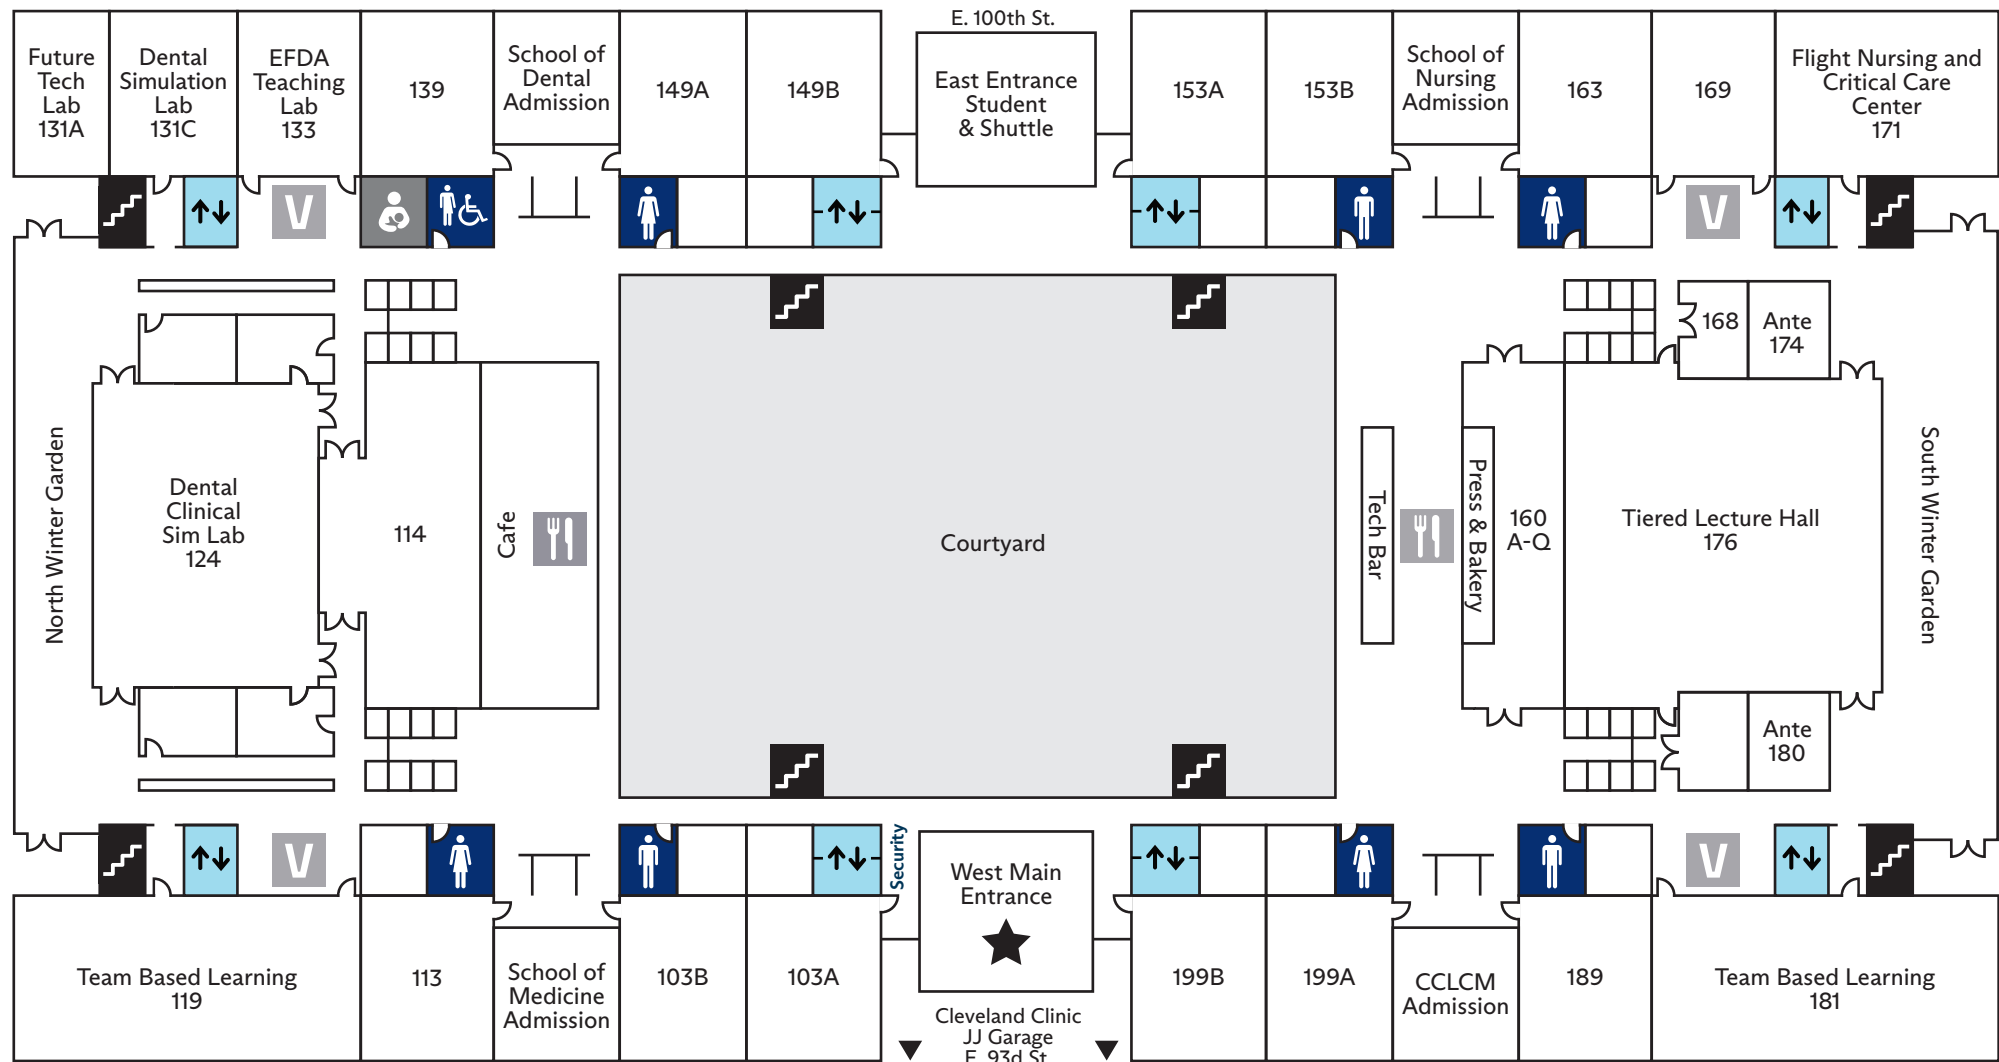 E. 100th St.
Future
Tech
Lab
131A
Dental
Simulation
Lab
131C
EFDA
Teaching
Lab
133
139
School of
Dental
Admission
149A
149B
East Entrance
Student
& Shuttle
153A
153B
School of
Nursing
Admission
163
169
Flight Nursing and
Critical Care
Center
171
V
V
168
Ante
174
North Winter Garden
Dental
Clinical
Sim Lab
124
114
Cafe
Courtyard
Tech Bar
Press & Bakery
160
A-Q
Tiered Lecture Hall
176
South Winter Garden
Ante
180
V
Security
V
West Main
Entrance
Team Based Learning
119
113
School of
Medicine
Admission
103B
103A
199B
199A
CCLCM
Admission
189
Team Based Learning
181
Cleveland Clinic
JJ Garage
E. 93d St.